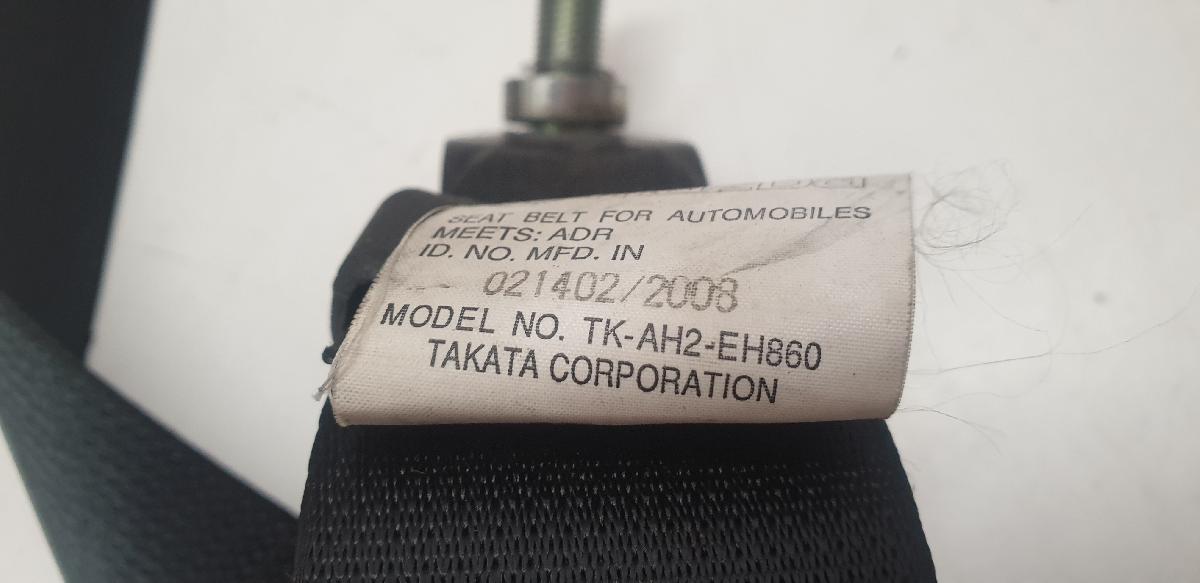 SEAT BELT FOR AUTOMOBILES
MEETS: ADR
ID. NO. MFD. IN
021402/2008
MODEL NO. TK-AH2-EH860
TAKATA CORPORATION